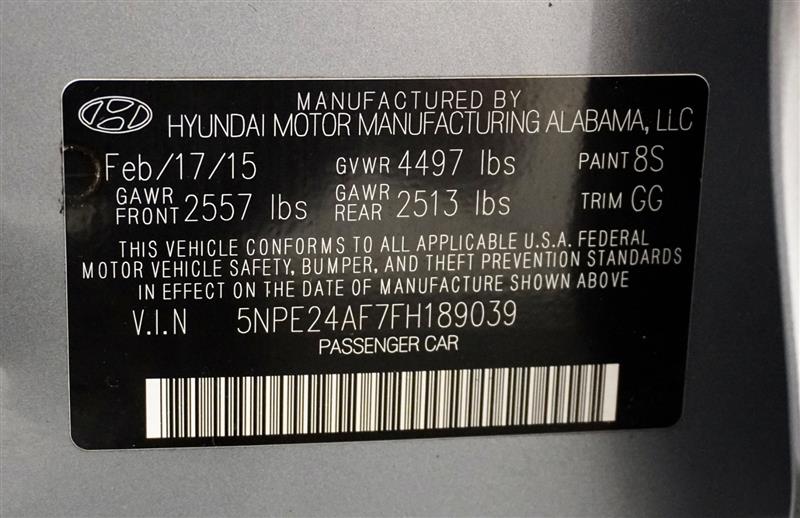 MANUFACTURED BY
HYUNDAI MOTOR MANUFACTURING ALABAMA, LLC
Feb/17/15 GVWR 4497 lbs PAINT 8S
GAWR FRONT 2557 lbs GAWR REAR 2513 lbs TRIM GG
THIS VEHICLE CONFORMS TO ALL APPLICABLE U.S.A. FEDERAL
MOTOR VEHICLE SAFETY, BUMPER, AND THEFT PREVENTION STANDARDS
IN EFFECT ON THE DATE OF MANUFACTURE SHOWN ABOVE
V.I.N 5NPE24AF7FH189039
PASSENGER CAR